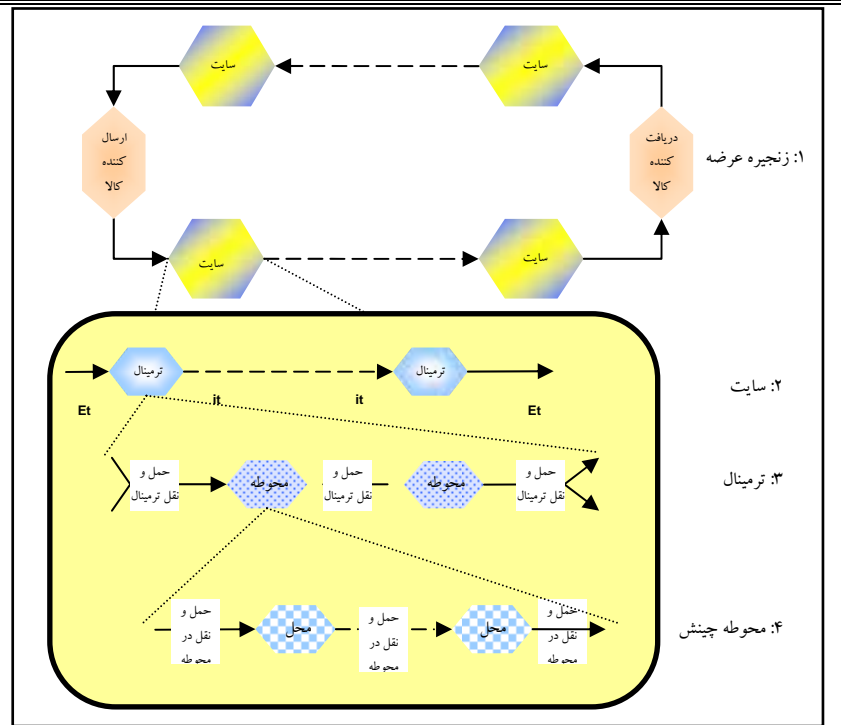 سایت
سایت
ارسال
کننده
کالا
دریافت
کننده
کالا
۱: زنجیره عرضه
سایت
سایت
ترمینال
ترمینال
۲: سایت
Et
it
it
Et
حمل و
نقل ترمینال
محوطه
حمل و
نقل ترمینال
محوطه
حمل و
نقل ترمینال
۳: ترمینال
حمل و
نقل در
محوطه
محل
حمل و
نقل در
محوطه
محل
حمل و
نقل در
محوطه
۴: محوطه چینش